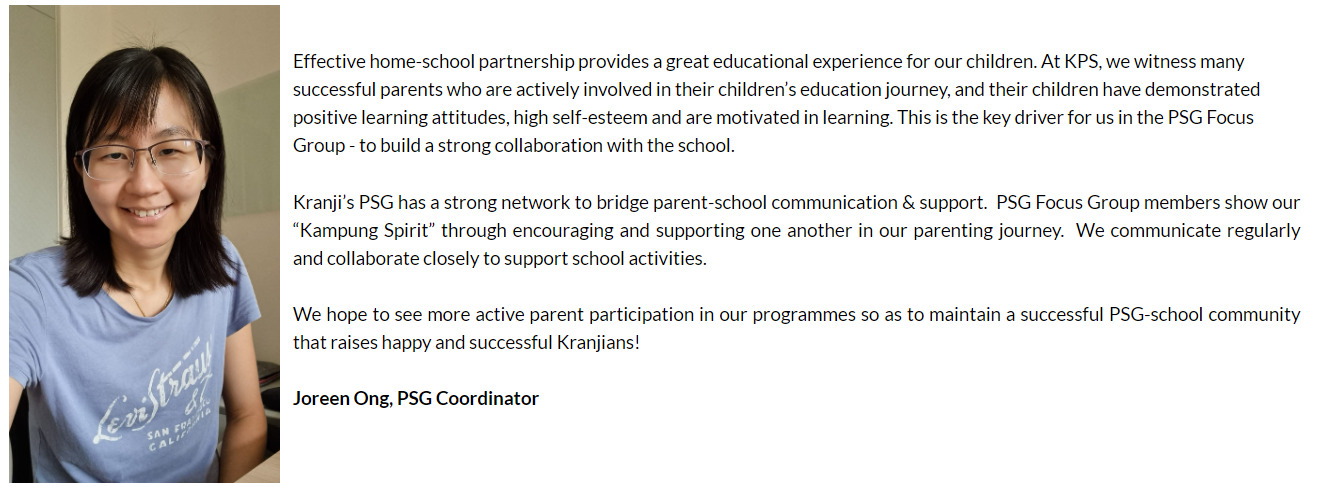 Effective home-school partnership provides a great educational experience for our children. At KPS, we witness many
successful parents who are actively involved in their children’s education journey, and their children have demonstrated
positive learning attitudes, high self-esteem and are motivated in learning. This is the key driver for us in the PSG Focus
Group - to build a strong collaboration with the school.
Kranji’s PSG has a strong network to bridge parent-school communication & support.  PSG Focus Group members show our
“Kampung Spirit” through encouraging and supporting one another in our parenting journey.  We communicate regularly
and collaborate closely to support school activities.
We hope to see more active parent participation in our programmes so as to maintain a successful PSG-school community
that raises happy and successful Kranjians!
Joreen Ong, PSG Coordinator
Levi Strauss
&
SAN